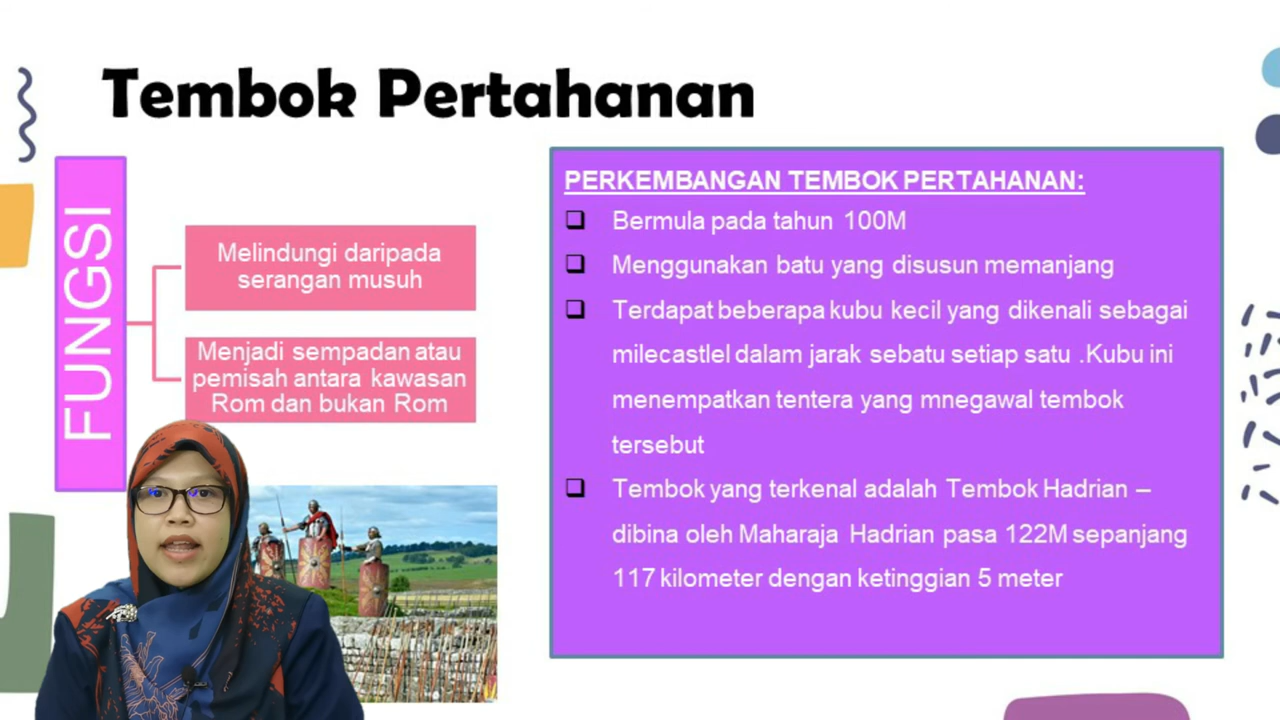 Tembok Pertahanan
FUNGSI
Melindungi daripada
serangan musuh
Menjadi sempadan atau
pemisah antara kawasan
Rom dan bukan Rom
PERKEMBANGAN TEMBOK PERTAHANAN:
Bermula pada tahun 100M
Menggunakan batu yang disusun memanjang
Terdapat beberapa kubu kecil yang dikenali sebagai
milecastlel dalam jarak sebatu setiap satu .Kubu ini
menempatkan tentera yang mnegawal tembok
tersebut
Tembok yang terkenal adalah Tembok Hadrian –
dibina oleh Maharaja Hadrian pasa 122M sepanjang
117 kilometer dengan ketinggian 5 meter